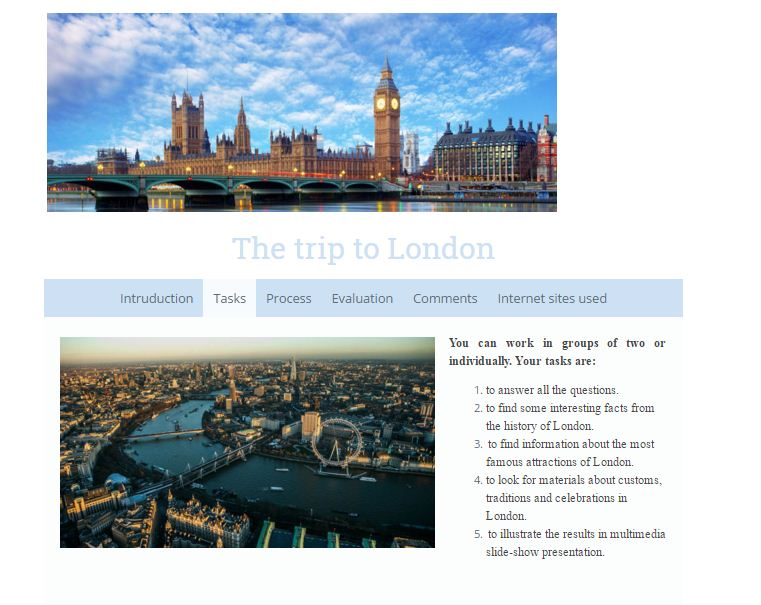 The trip to London
Intruduction Tasks Process Evaluation Comments Internet sites used
You can work in groups of two or
individually. Your tasks are:
1. to answer all the questions.
2. to find some interesting facts from
the history of London.
3. to find information about the most
famous attractions of London.
4. to look for materials about customs,
traditions and celebrations in
London.
5. to illustrate the results in multimedia
slide-show presentation.